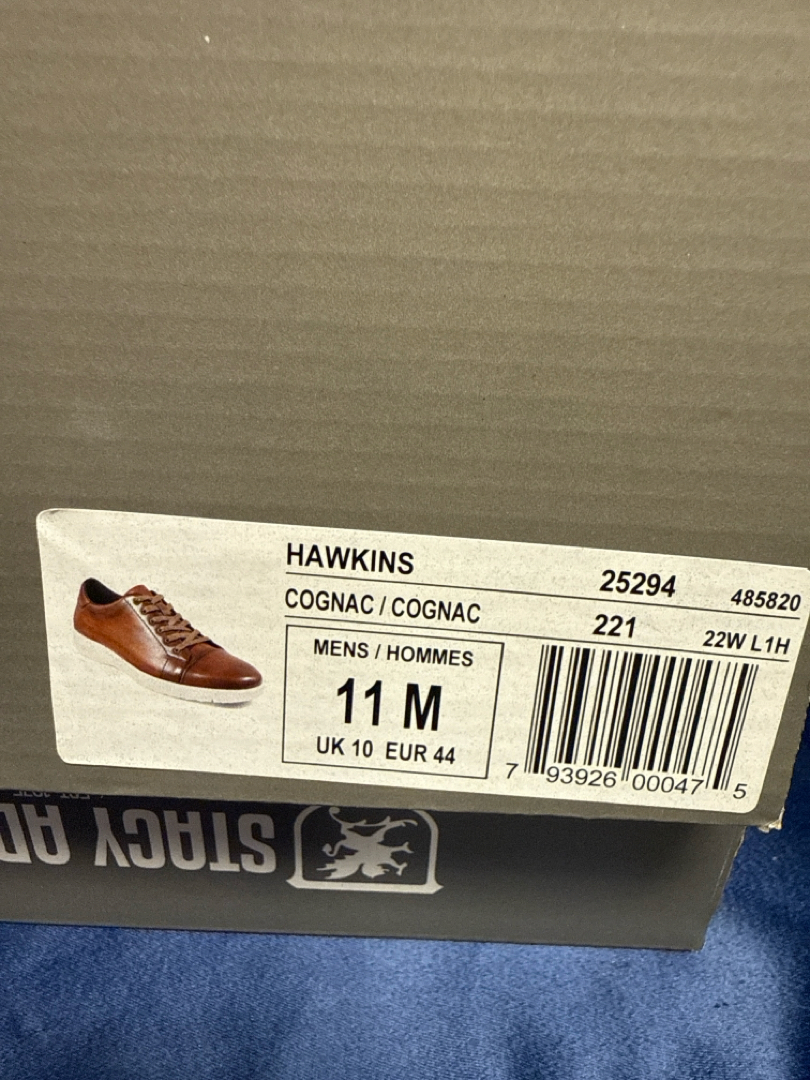 HAWKINS 25294 485820
COGNAC / COGNAC 221 22W L1H
MENS / HOMMES
11 M
UK 10 EUR 44
7 93926 00047 5
STACY